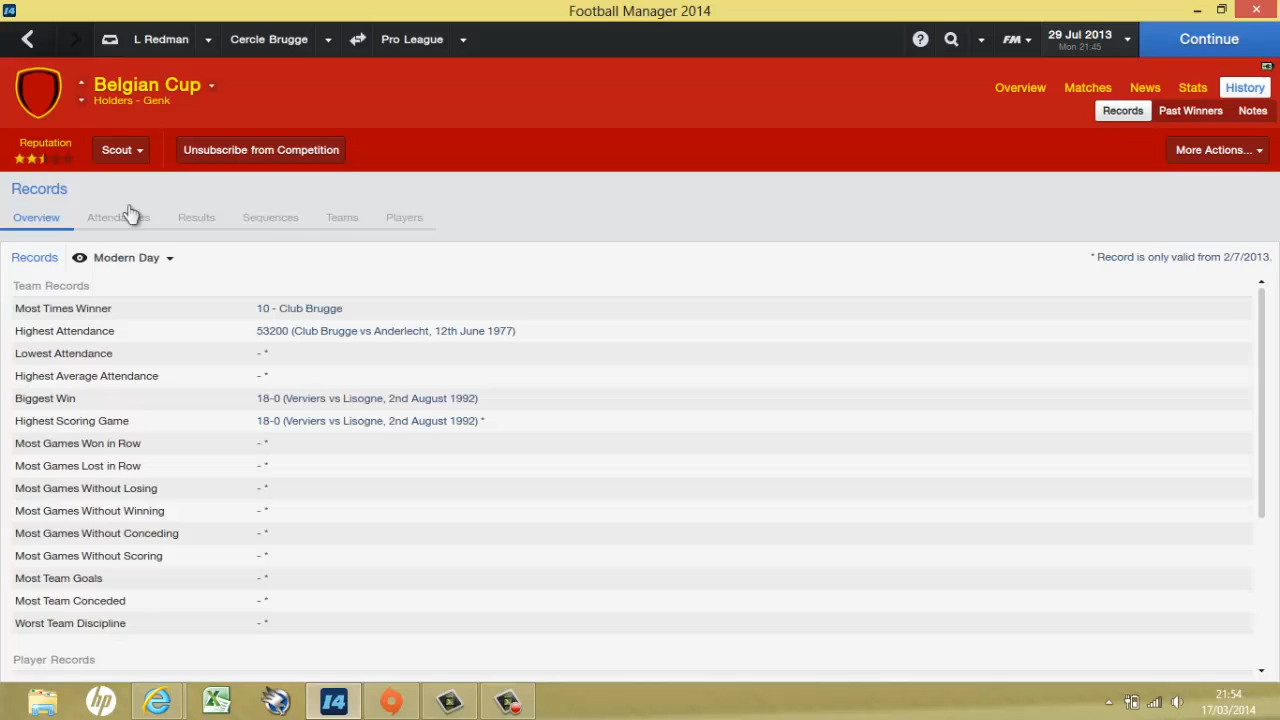 Football Manager 2014
L Redman Cercle Brugge Pro League FM 29 Jul 2013 Continue
Mon 21:45
Belgian Cup
Holders - Genk
Overview Matches News Stats History
Records Past Winners Notes
Reputation Scout Unsubscribe from Competition More Actions...
Records
Overview Attendances Results Sequences Teams Players
Records Modern Day * Record is only valid from 2/7/2013.
Team Records
Most Times Winner 10 - Club Brugge
Highest Attendance 53200 (Club Brugge vs Anderlecht, 12th June 1977)
Lowest Attendance - *
Highest Average Attendance - *
Biggest Win 18-0 (Verviers vs Lisogne, 2nd August 1992)
Highest Scoring Game 18-0 (Verviers vs Lisogne, 2nd August 1992) *
Most Games Won in Row - *
Most Games Lost in Row - *
Most Games Without Losing - *
Most Games Without Winning - *
Most Games Without Conceding - *
Most Games Without Scoring - *
Most Team Goals - *
Most Team Conceded - *
Worst Team Discipline - *
Player Records
hp 14 21:54
17/03/2014